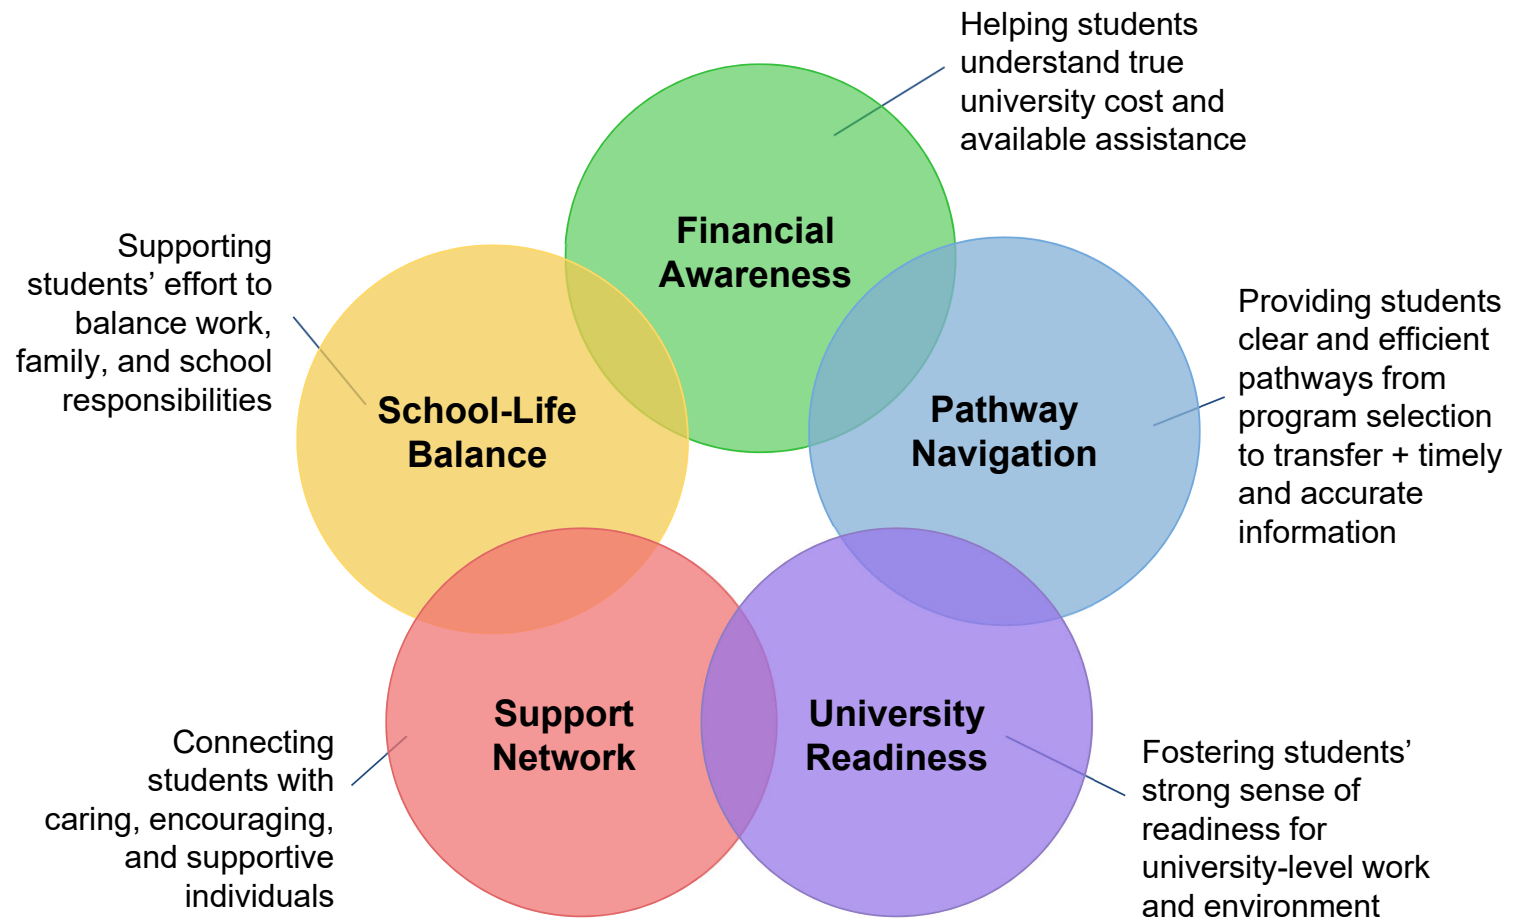 Helping students
understand true
university cost and
available assistance
Financial
Awareness
Supporting
students’ effort to
balance work,
family, and school
responsibilities
School-Life
Balance
Pathway
Navigation
Providing students
clear and efficient
pathways from
program selection
to transfer + timely
and accurate
information
Support
Network
University
Readiness
Connecting
students with
caring, encouraging,
and supportive
individuals
Fostering students’
strong sense of
readiness for
university-level work
and environment